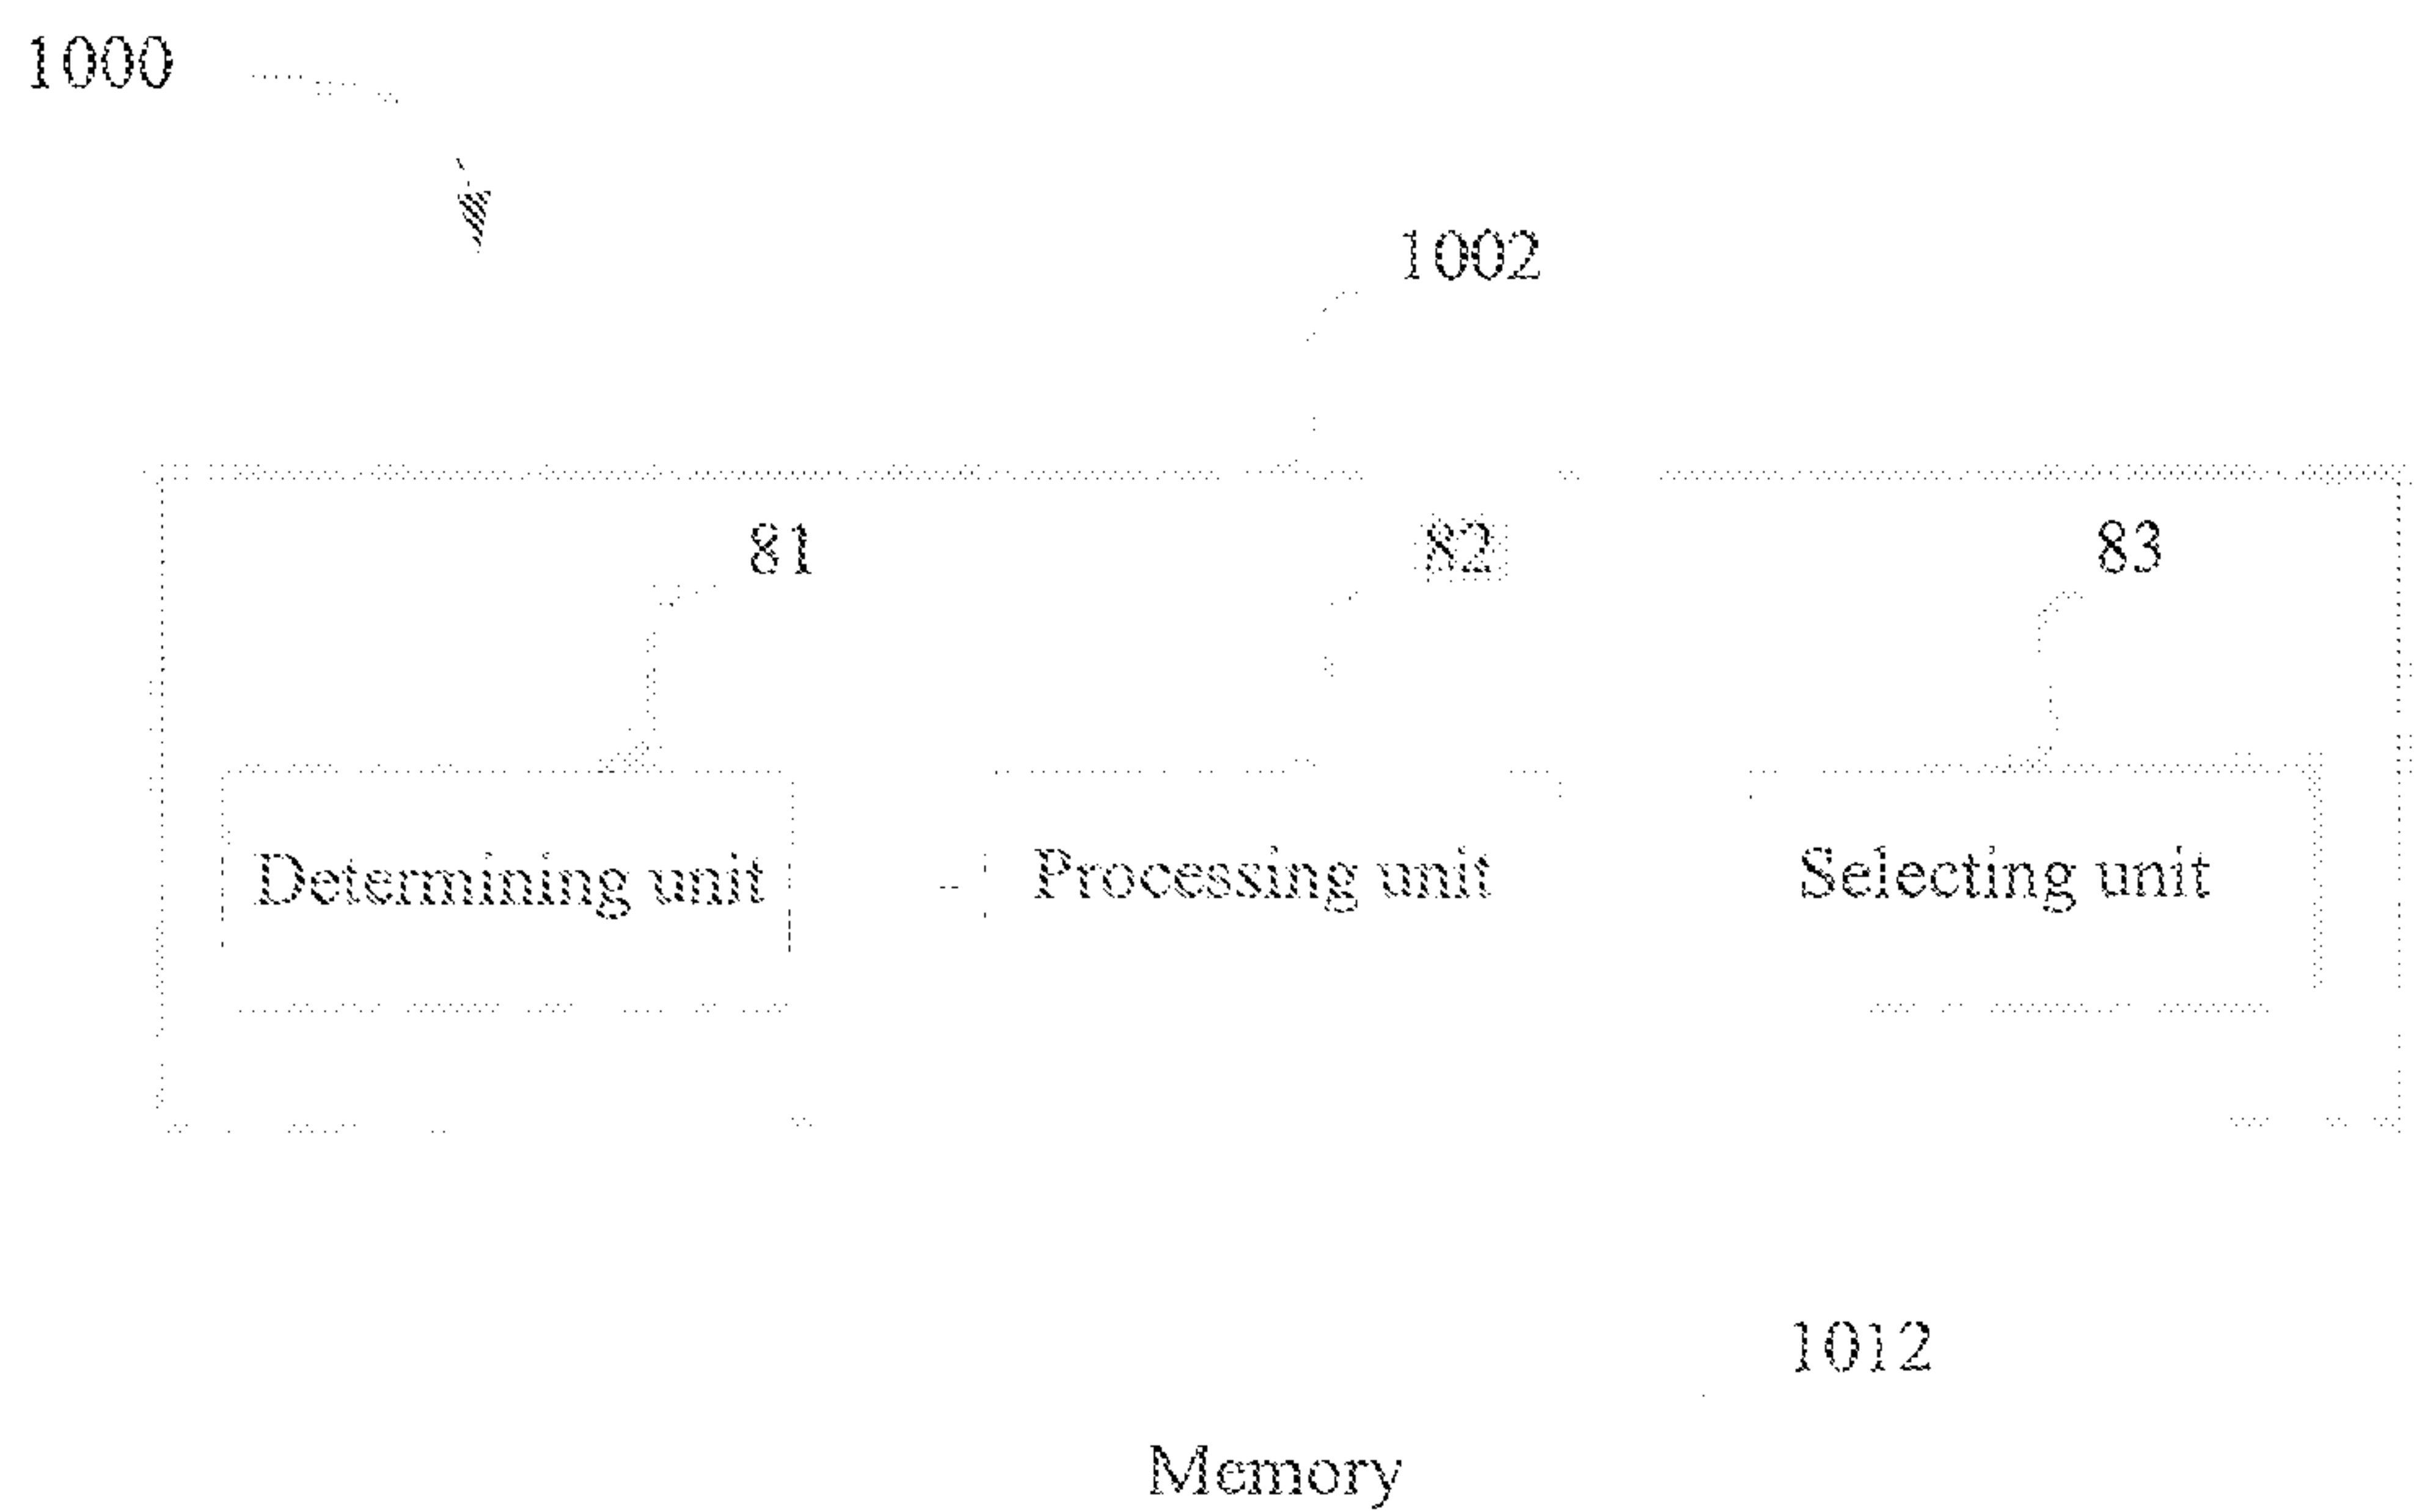 1000
1002
81 82 83
Determining unit Processing unit Selecting unit
1012
Memory